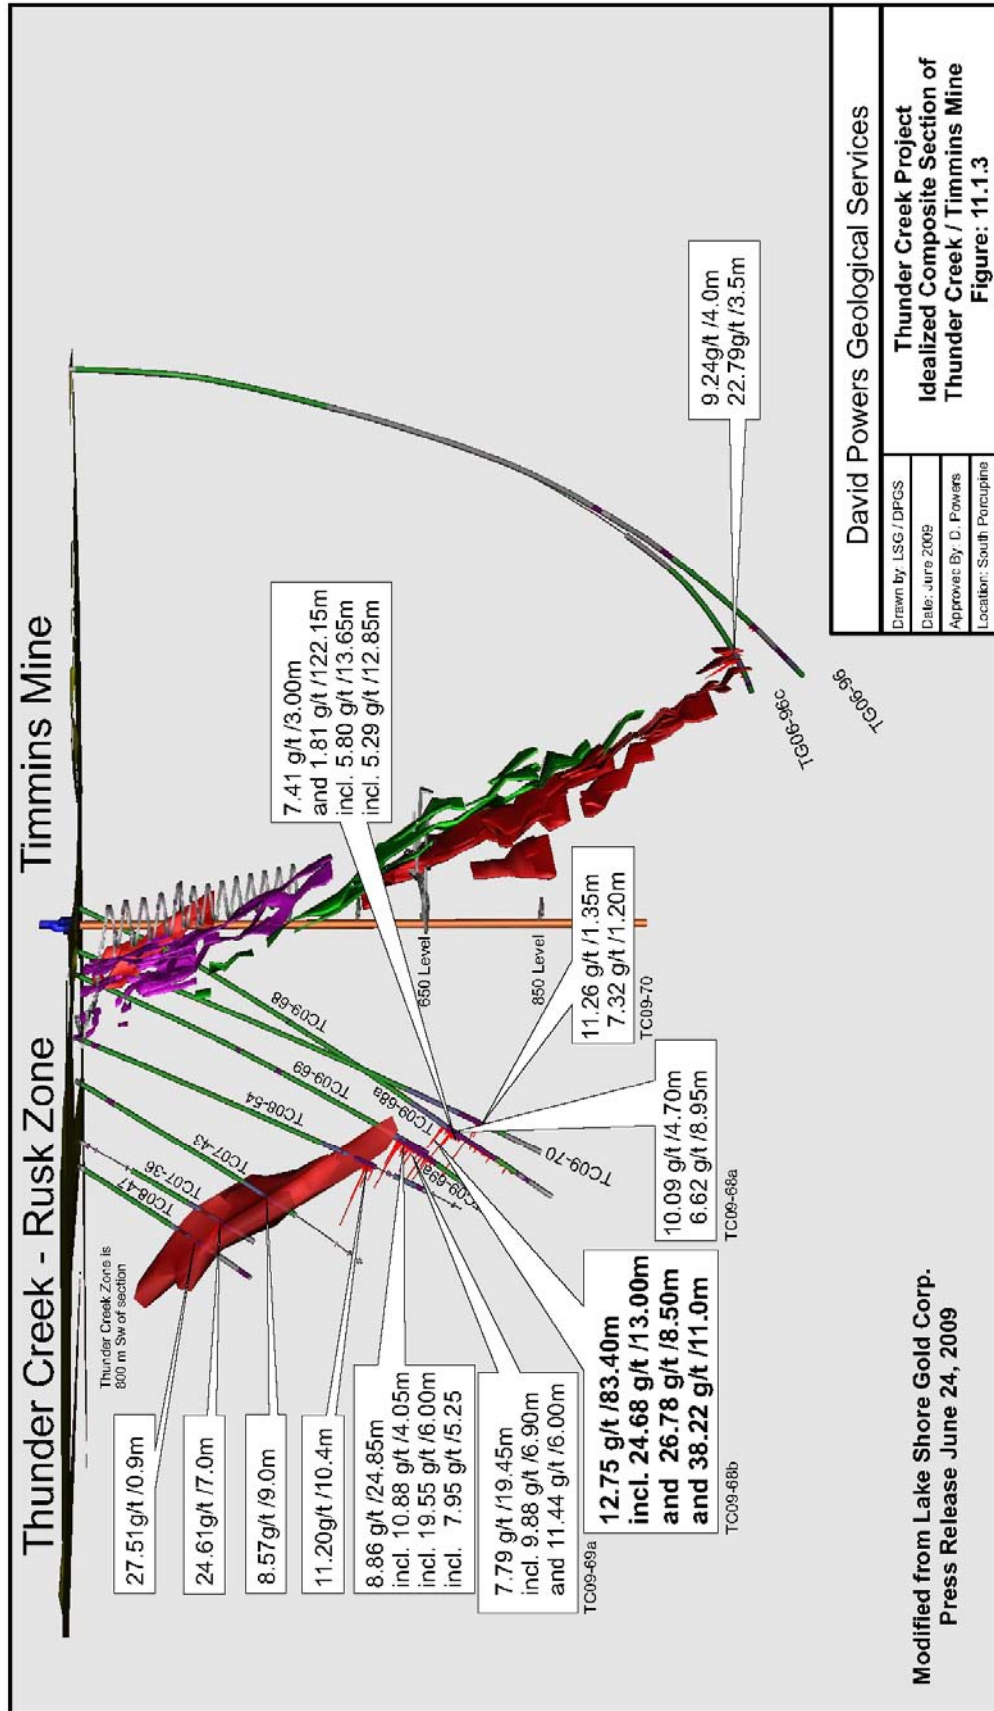 Thunder Creek - Rusk Zone
Timmins Mine
Thunder Creek Zone is
800 m Sw of section
27.51g/t /0.9m
24.61g/t /7.0m
8.57g/t /9.0m
11.20g/t /10.4m
8.86 g/t /24.85m
incl. 10.88 g/t /4.05m
incl. 19.55 g/t /6.00m
incl. 7.95 g/t /5.25
7.79 g/t /19.45m
incl. 9.88 g/t /6.90m
and 11.44 g/t /6.00m
TC09-69a
12.75 g/t /83.40m
incl. 24.68 g/t /13.00m
and 26.78 g/t /8.50m
and 38.22 g/t /11.0m
TC09-68b
10.09 g/t /4.70m
6.62 g/t /8.95m
TC09-68a
11.26 g/t /1.35m
7.32 g/t /1.20m
TC09-70
7.41 g/t /3.00m
and 1.81 g/t /122.15m
incl. 5.80 g/t /13.65m
incl. 5.29 g/t /12.85m
9.24g/t /4.0m
22.79g/t /3.5m
TC08-47
TC07-36
TC07-43
TC08-54
TC09-69
TC09-68
TC09-68a
TC09-69a
TC09-70
650 Level
850 Level
TG06-96c
TG06-96
Modified from Lake Shore Gold Corp.
Press Release June 24, 2009
David Powers Geological Services
Drawn by: LSG / DPGS
Date: June 2009
Approved By: D. Powers
Location: South Porcupine
Thunder Creek Project
Idealized Composite Section of
Thunder Creek / Timmins Mine
Figure: 11.1.3